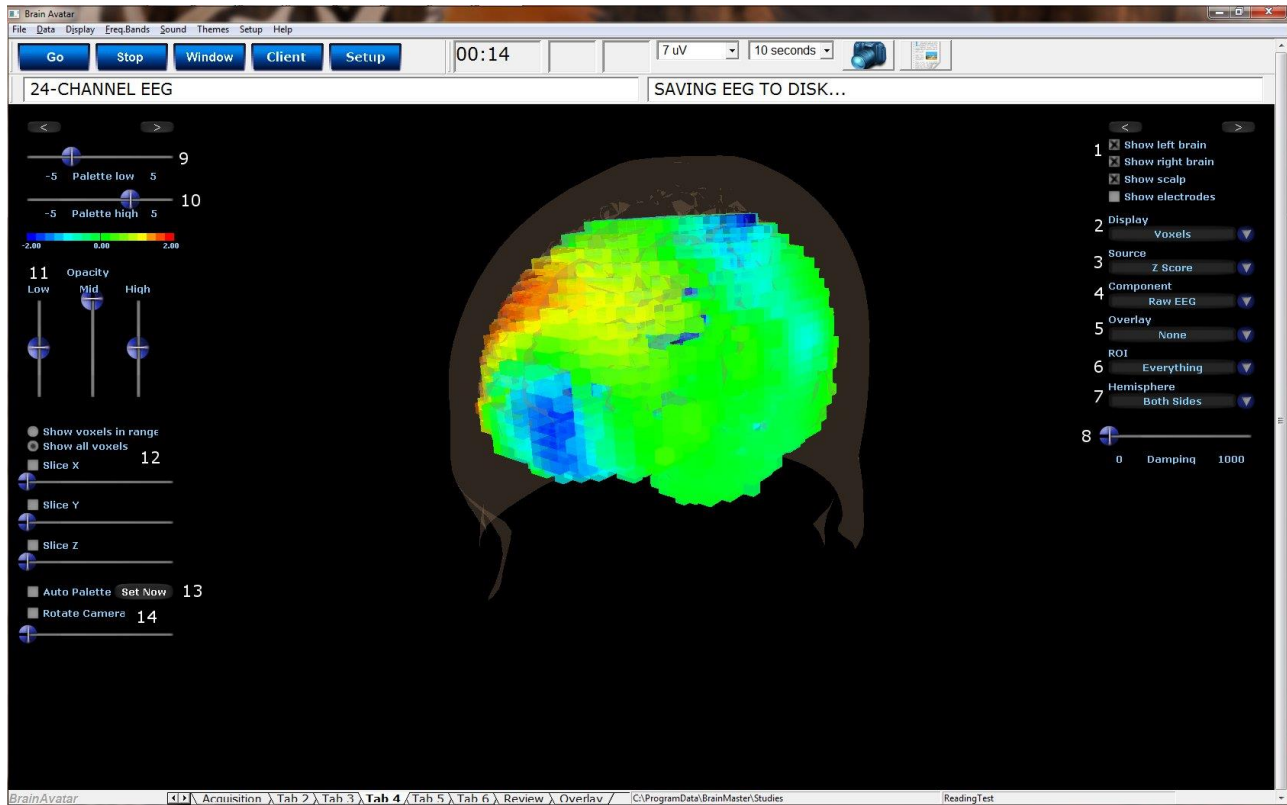 Brain Avatar
File Data Display Freq.Bands Sound Themes Setup Help
Go Stop Window Client Setup 00:14 7 uV 10 seconds
24-CHANNEL EEG SAVING EEG TO DISK...
< >
9
-5 Palette low 5
10
-5 Palette high 5
-2.00 0.00 2.00
11 Opacity
Low Mid High
Show voxels in range
Show all voxels
12
Slice X
Slice Y
Slice Z
Auto Palette Set Now 13
Rotate Camera 14
< >
1 Show left brain
Show right brain
Show scalp
Show electrodes
2 Display
Voxels
3 Source
Z Score
4 Component
Raw EEG
5 Overlay
None
6 ROI
Everything
7 Hemisphere
Both Sides
8
0 Damping 1000
BrainAvatar Acquisition Tab 2 Tab 3 Tab 4 Tab 5 Tab 6 Review Overlay C:\ProgramData\BrainMaster\Studies ReadingTest